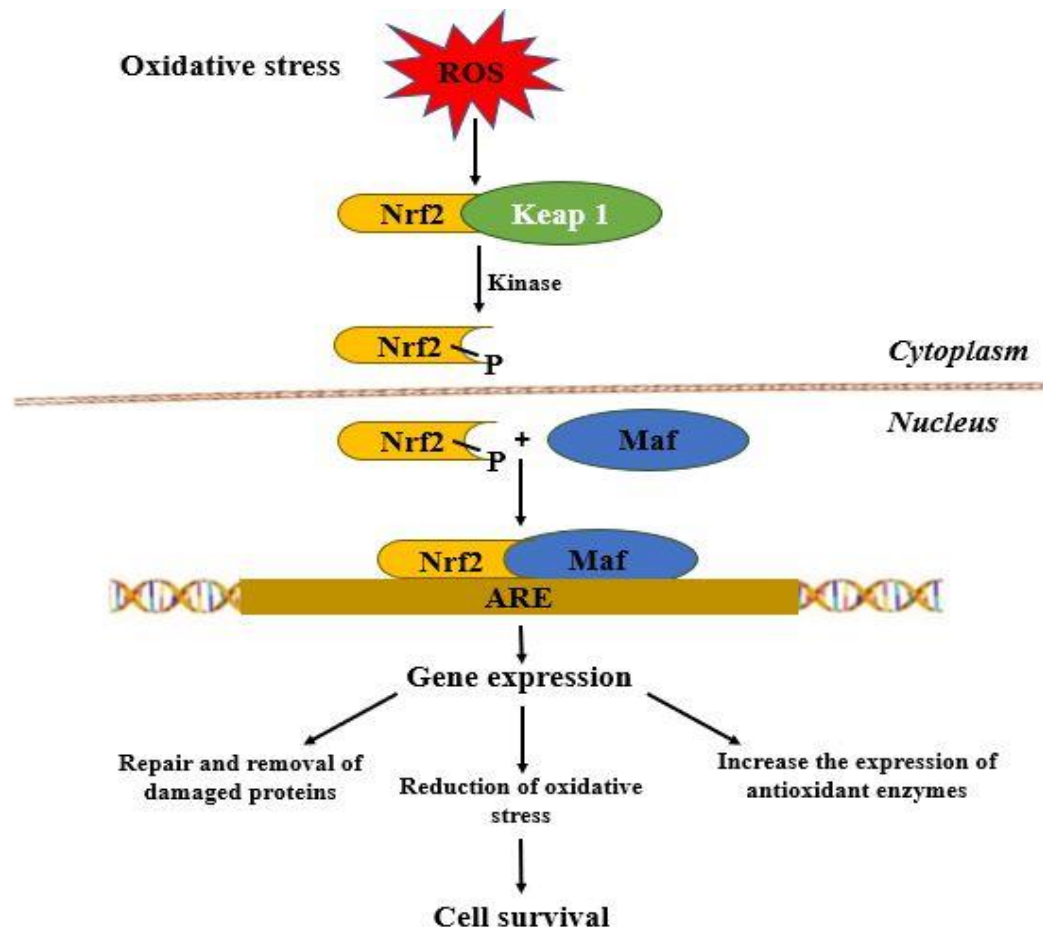 Oxidative stress
ROS
Nrf2
Keap 1
Kinase
Nrf2
P
Cytoplasm
Nucleus
Nrf2
P
+
Maf
Nrf2
Maf
ARE
Gene expression
Repair and removal of
damaged proteins
Reduction of oxidative
stress
Increase the expression of
antioxidant enzymes
Cell survival